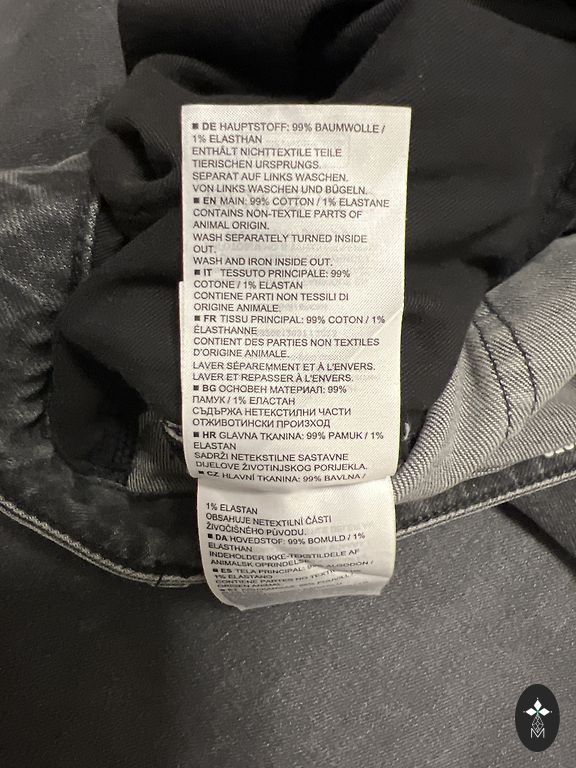 ■ DE HAUPTSTOFF: 99% BAUMWOLLE /
1% ELASTHAN
ENTHÄLT NICHTTEXTILE TEILE
TIERISCHEN URSPRUNGS.
SEPARAT AUF LINKS WASCHEN.
VON LINKS WASCHEN UND BÜGELN.
■ EN MAIN: 99% COTTON / 1% ELASTANE
CONTAINS NON-TEXTILE PARTS OF
ANIMAL ORIGIN.
WASH SEPARATELY TURNED INSIDE
OUT.
WASH AND IRON INSIDE OUT.
■ IT TESSUTO PRINCIPALE: 99%
COTONE / 1% ELASTAN
CONTIENE PARTI NON TESSILI DI
ORIGINE ANIMALE.
■ FR TISSU PRINCIPAL: 99% COTON / 1%
ÉLASTHANNE
CONTIENT DES PARTIES NON TEXTILES
D'ORIGINE ANIMALE.
LAVER SÉPAREMENT ET À L'ENVERS.
LAVER ET REPASSER À L'ENVERS.
■ BG ОСНОВЕН МАТЕРИАЛ: 99%
ПАМУК / 1% ЕЛАСТАН
СЪДЪРЖА НЕТЕКСТИЛНИ ЧАСТИ
ОТЖИВОТИНСКИ ПРОИЗХОД
■ HR GLAVNA TKANINA: 99% PAMUK / 1%
ELASTAN
SADRŽI NETEKSTILNE SASTAVNE
DIJELOVE ŽIVOTINJSKOG PORIJEKLA.
■ CZ HLAVNÍ TKANINA: 99% BAVLNA /
1% ELASTAN
OBSAHUJE NETEXTILNÍ ČÁSTI
ŽIVOČIŠNÉHO PŮVODU.
■ DA HOVEDSTOF: 99% BOMULD / 1%
ELASTHAN
INDEHOLDER IKKE-TEKSTILDELE AF
ANIMALSK OPRINDELSE.
■ ES TELA PRINCIPAL: 99% ALGODÓN /
1% ELASTANO
CONTIENE PARTES NO
ORIGEN ANIMAL